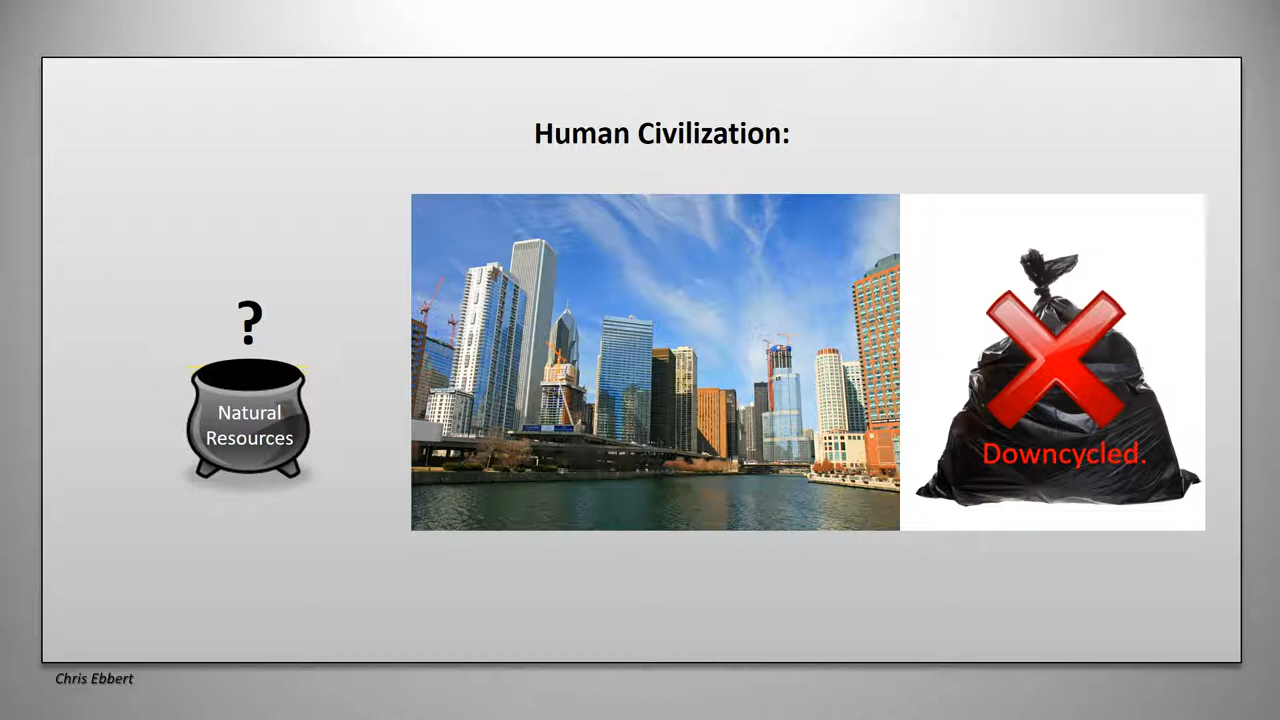 Human Civilization:
?
Natural
Resources
Downcycled.
Chris Ebbert